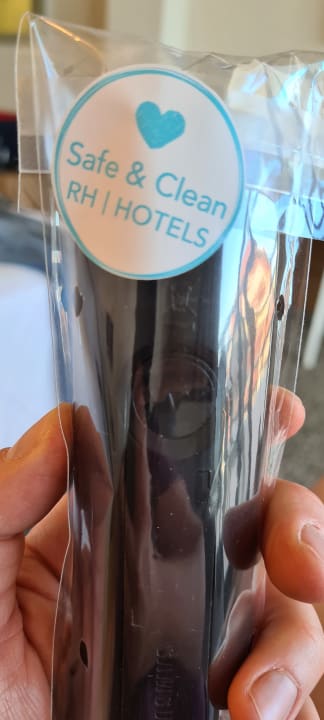 Safe & Clean
RH | HOTELS